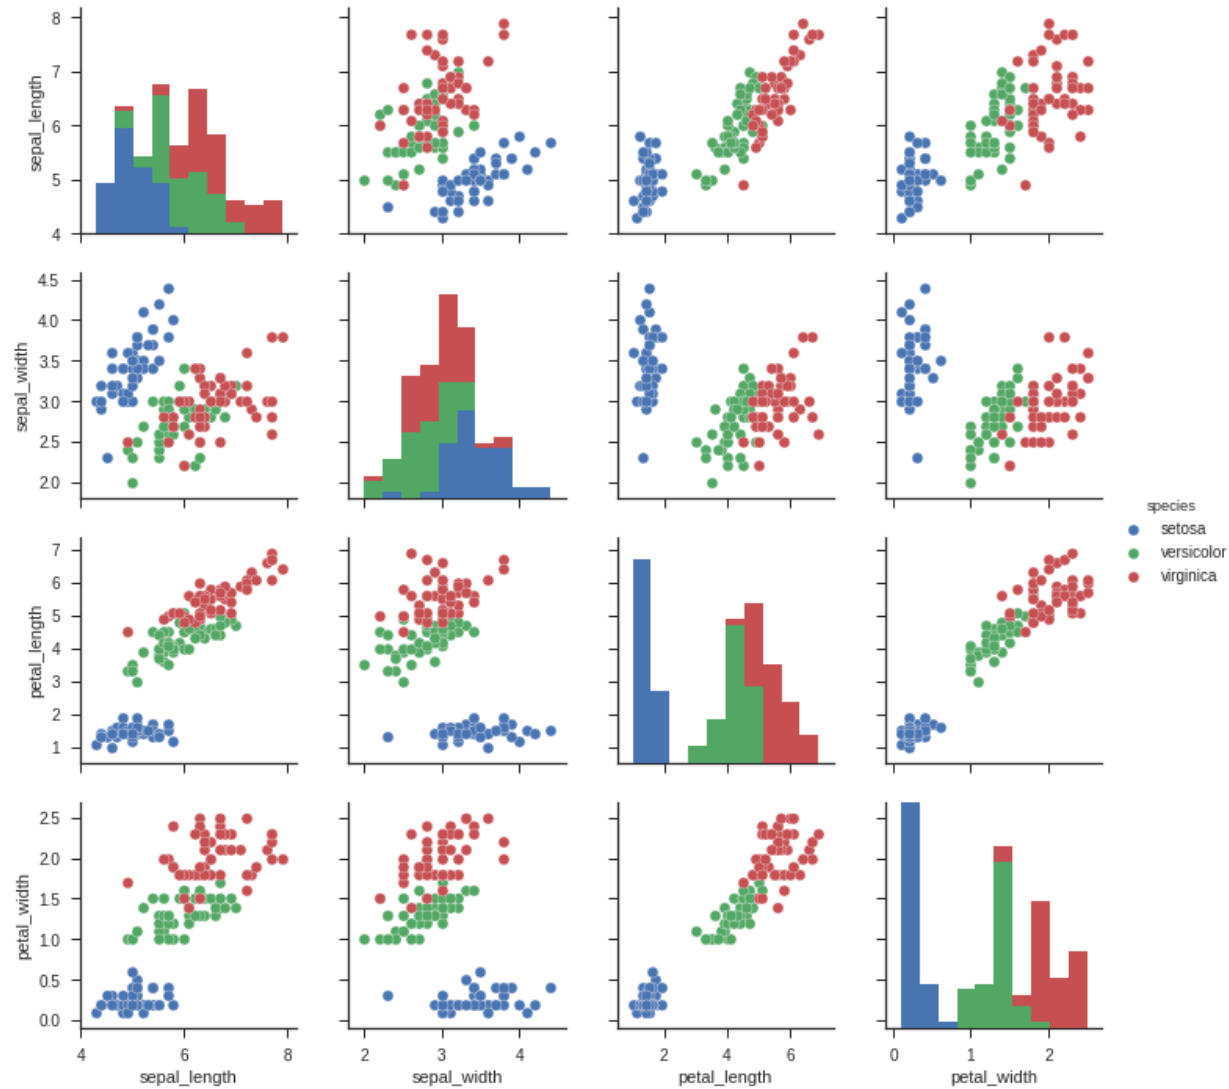 8
7
6
5
4
sepal_length
4.5
4.0
3.5
3.0
2.5
2.0
sepal_width
species
setosa
versicolor
virginica
7
6
5
4
3
2
1
petal_length
2.5
2.0
1.5
1.0
0.5
0.0
petal_width
4 6 8 2 3 4 2 4 6 0 1 2
sepal_length sepal_width petal_length petal_width